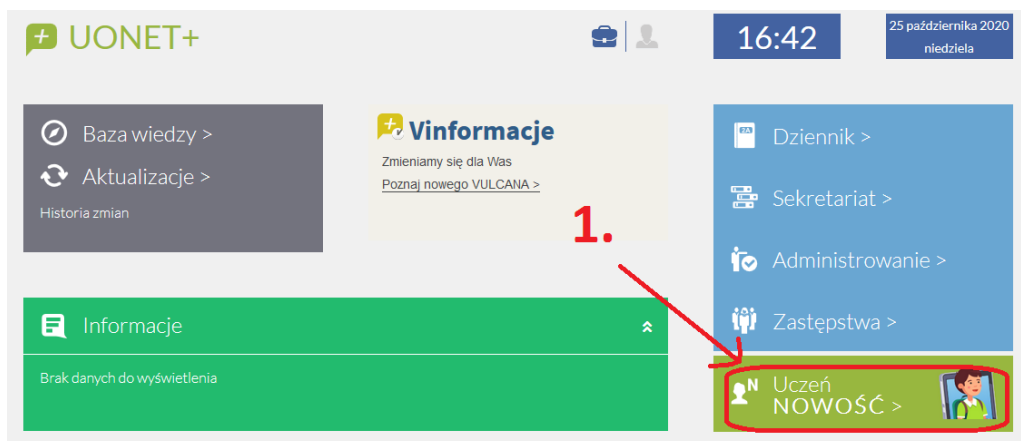 UONET+
16:42
25 października 2020
niedziela
Baza wiedzy >
Aktualizacje >
Historia zmian
Vinformacje
Zmieniamy się dla Was
Poznaj nowego VULCANA >
1.
Dziennik >
Sekretariat >
Administrowanie >
Zastępstwa >
Informacje
Brak danych do wyświetlenia
N
Uczeń
NOWOŚĆ >